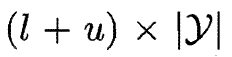 (l + u) × |𝒴|